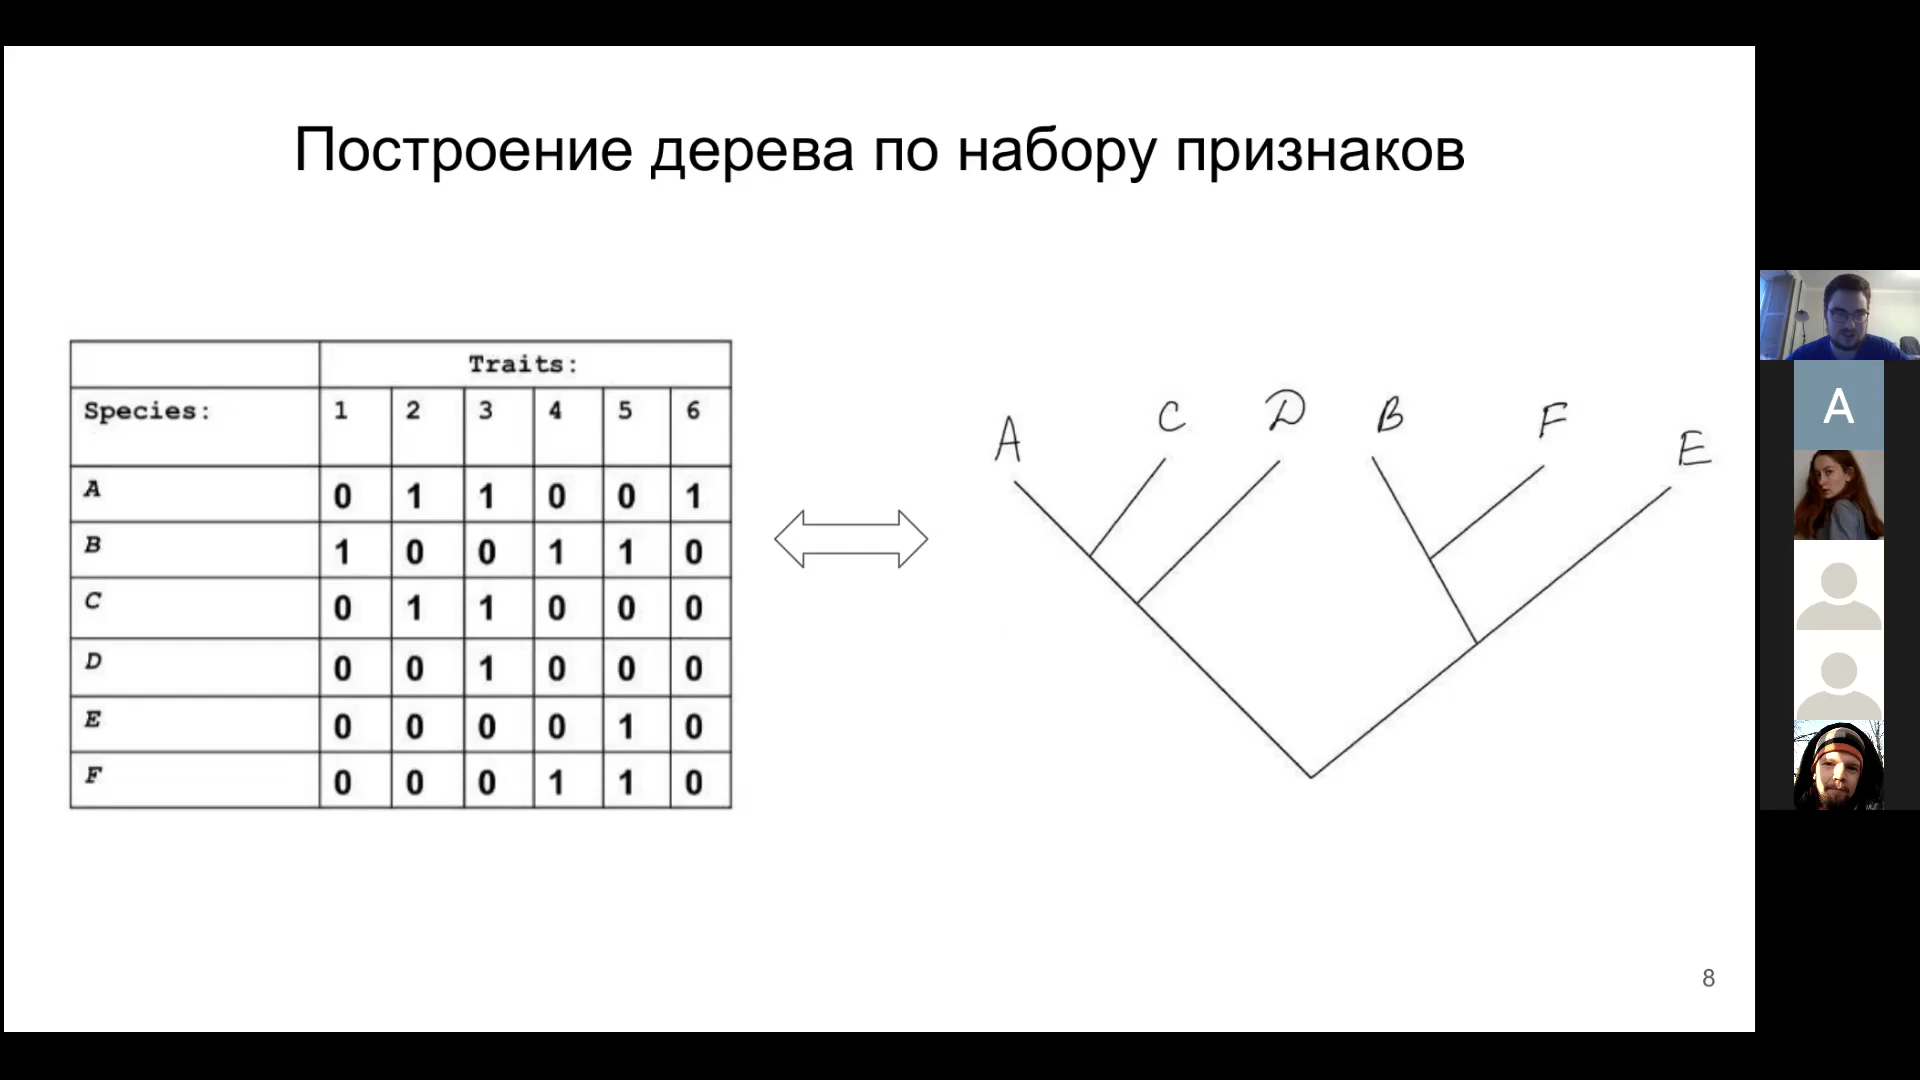 Построение дерева по набору признаков
Traits:
Species: 1 2 3 4 5 6
A 0 1 1 0 0 1
B 1 0 0 1 1 0
C 0 1 1 0 0 0
D 0 0 1 0 0 0
E 0 0 0 0 1 0
F 0 0 0 1 1 0
A C D B F E
8
A